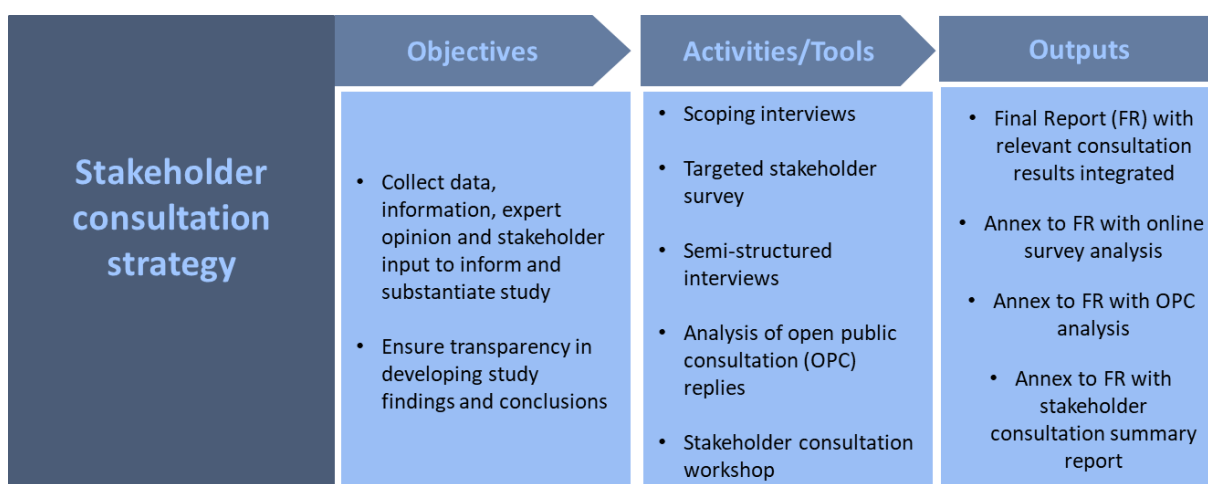 Stakeholder
consultation
strategy
Objectives
• Collect data,
information, expert
opinion and stakeholder
input to inform and
substantiate study
• Ensure transparency in
developing study
findings and conclusions
Activities/Tools
• Scoping interviews
• Targeted stakeholder
survey
• Semi-structured
interviews
• Analysis of open public
consultation (OPC)
replies
• Stakeholder consultation
workshop
Outputs
• Final Report (FR) with
relevant consultation
results integrated
• Annex to FR with online
survey analysis
• Annex to FR with OPC
analysis
• Annex to FR with
stakeholder
consultation summary
report